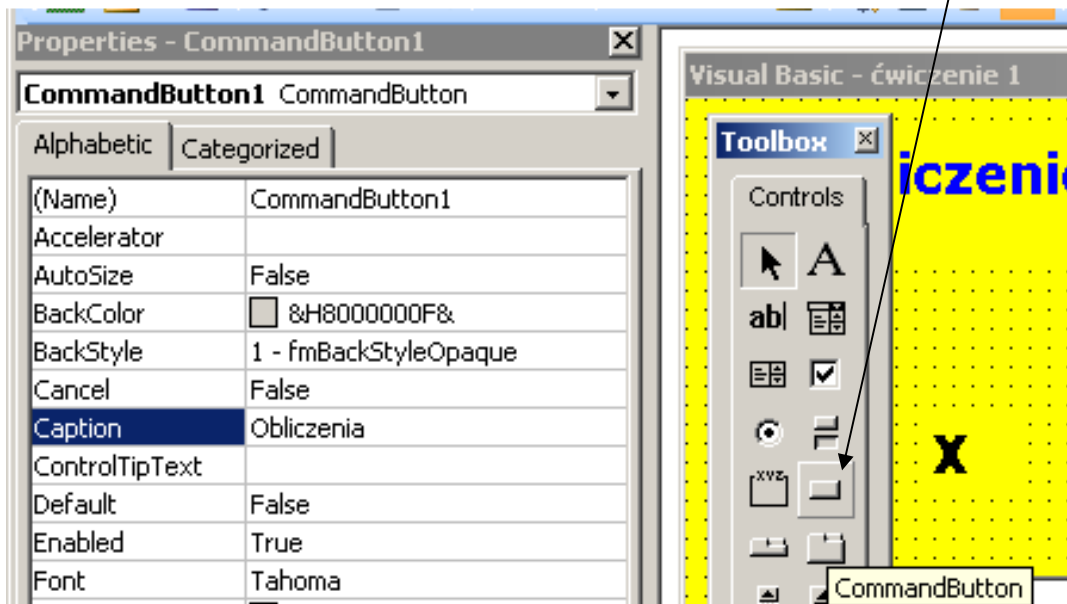 Properties - CommandButton1
CommandButton1 CommandButton
Alphabetic Categorized
(Name) CommandButton1
Accelerator
AutoSize False
BackColor &H8000000F&
BackStyle 1 - fmBackStyleOpaque
Cancel False
Caption Obliczenia
ControlTipText
Default False
Enabled True
Font Tahoma
Visual Basic - ćwiczenie 1
Toolbox
iczeni
Controls
A
ab|
x
xyz
CommandButton